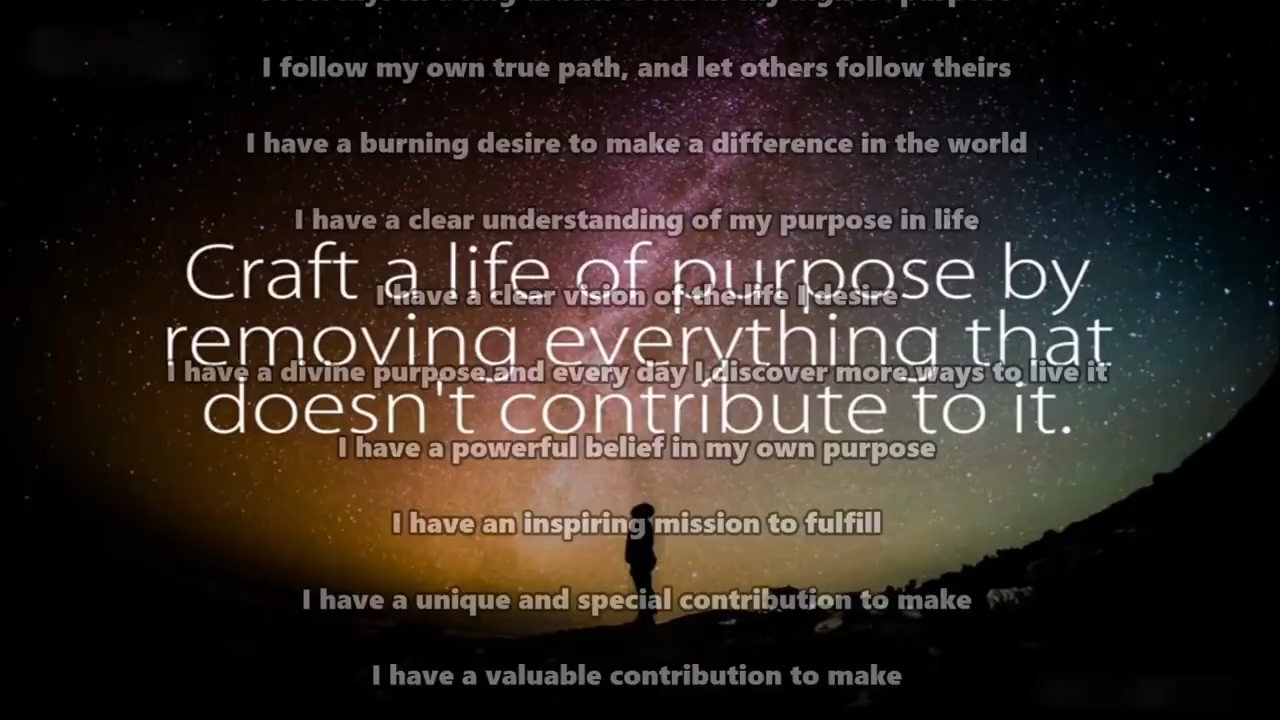 I follow my own true path, and let others follow theirs
I have a burning desire to make a difference in the world
I have a clear understanding of my purpose in life
Craft a life of purpose by
I have a clear vision of the life I desire
removing everything that
I have a divine purpose and every day I discover more ways to live it
doesn't contribute to it.
I have a powerful belief in my own purpose
I have an inspiring mission to fulfill
I have a unique and special contribution to make
I have a valuable contribution to make